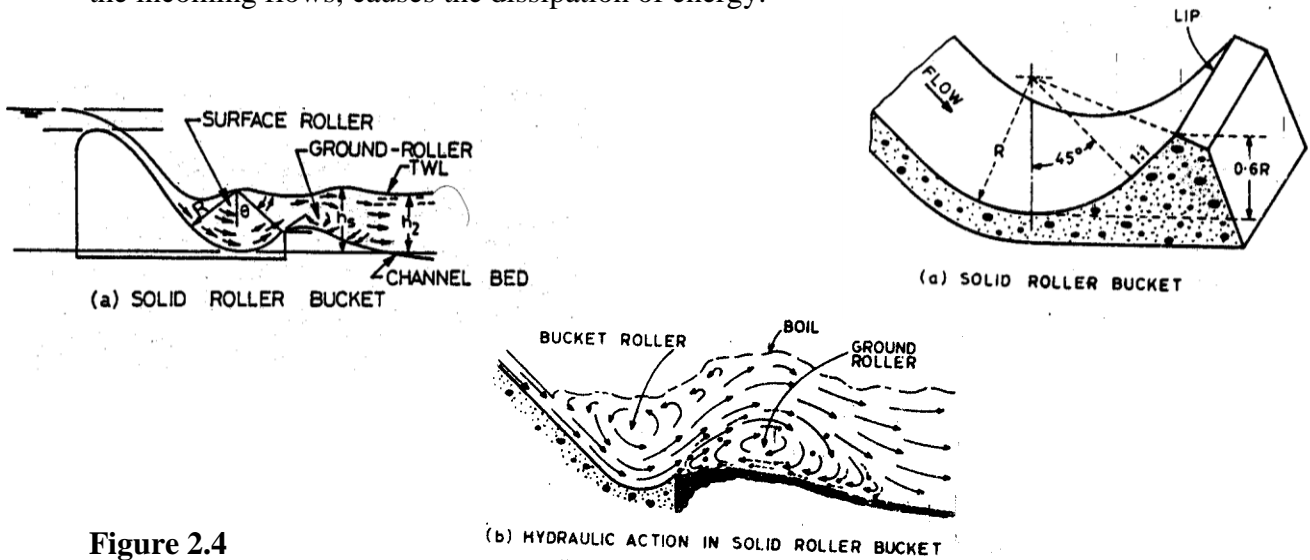 the incoming flows, causes the dissipation of energy.
SURFACE ROLLER
GROUND-ROLLER
TWL
R
θ
h5
h2
CHANNEL BED
(a) SOLID ROLLER BUCKET
LIP
FLOW
R
45°
1:1
0.6R
(a) SOLID ROLLER BUCKET
BUCKET ROLLER
BOIL
GROUND
ROLLER
(b) HYDRAULIC ACTION IN SOLID ROLLER BUCKET
Figure 2.4